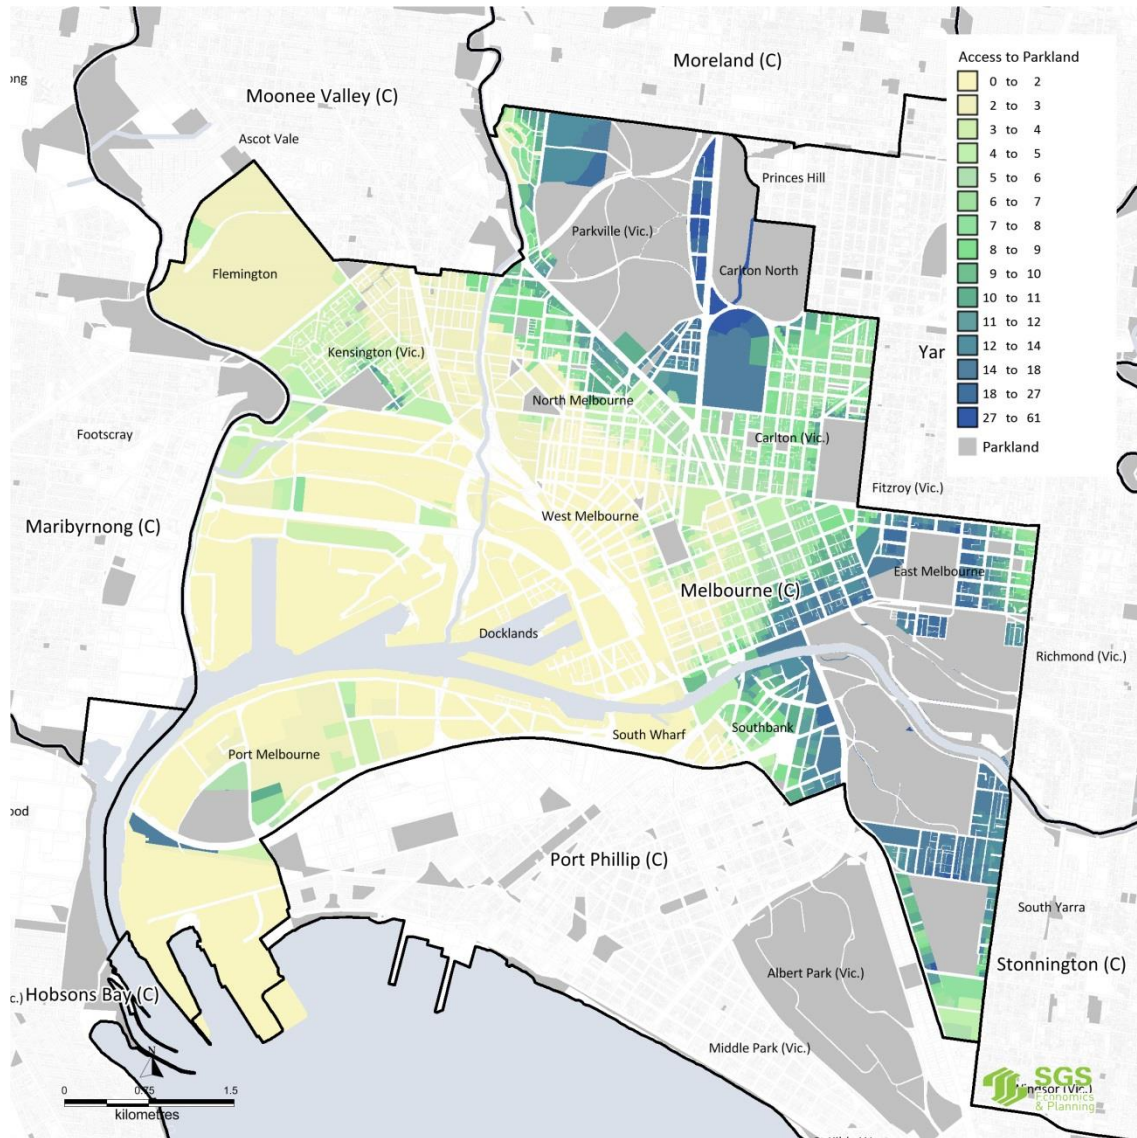 Moreland (C)
Moonee Valley (C)
ong
Ascot Vale
Princes Hill
Parkville (Vic.)
Carlton North
Flemington
Yar
Kensington (Vic.)
North Melbourne
Footscray
Carlton (Vic.)
Fitzroy (Vic.)
West Melbourne
Maribyrnong (C)
East Melbourne
Melbourne (C)
Docklands
Richmond (Vic.)
Southbank
South Wharf
Port Melbourne
ood
Port Phillip (C)
South Yarra
Albert Park (Vic.)
Stonnington (C)
c.)
Hobsons Bay (C)
Middle Park (Vic.)
Access to Parkland
0 to 2
2 to 3
3 to 4
4 to 5
5 to 6
6 to 7
7 to 8
8 to 9
9 to 10
10 to 11
11 to 12
12 to 14
14 to 18
18 to 27
27 to 61
Parkland
N
0 0.75 1.5
kilometres
SGS
Economics
& Planning
(Vic.)